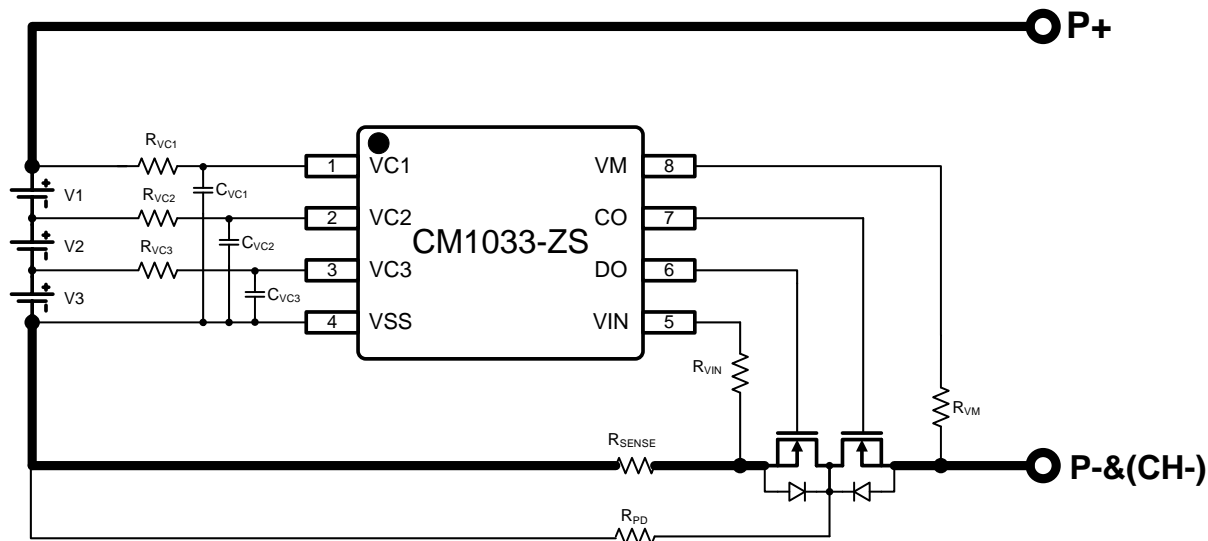 P+
RVC1
1 VC1 VM 8
CVC1
V1
RVC2
2 VC2 CO 7
CVC2
CM1033-ZS
V2
RVC3
3 VC3 DO 6
CVC3
V3
4 VSS VIN 5
RVIN
RVM
RSENSE
P-&(CH-)
RPD